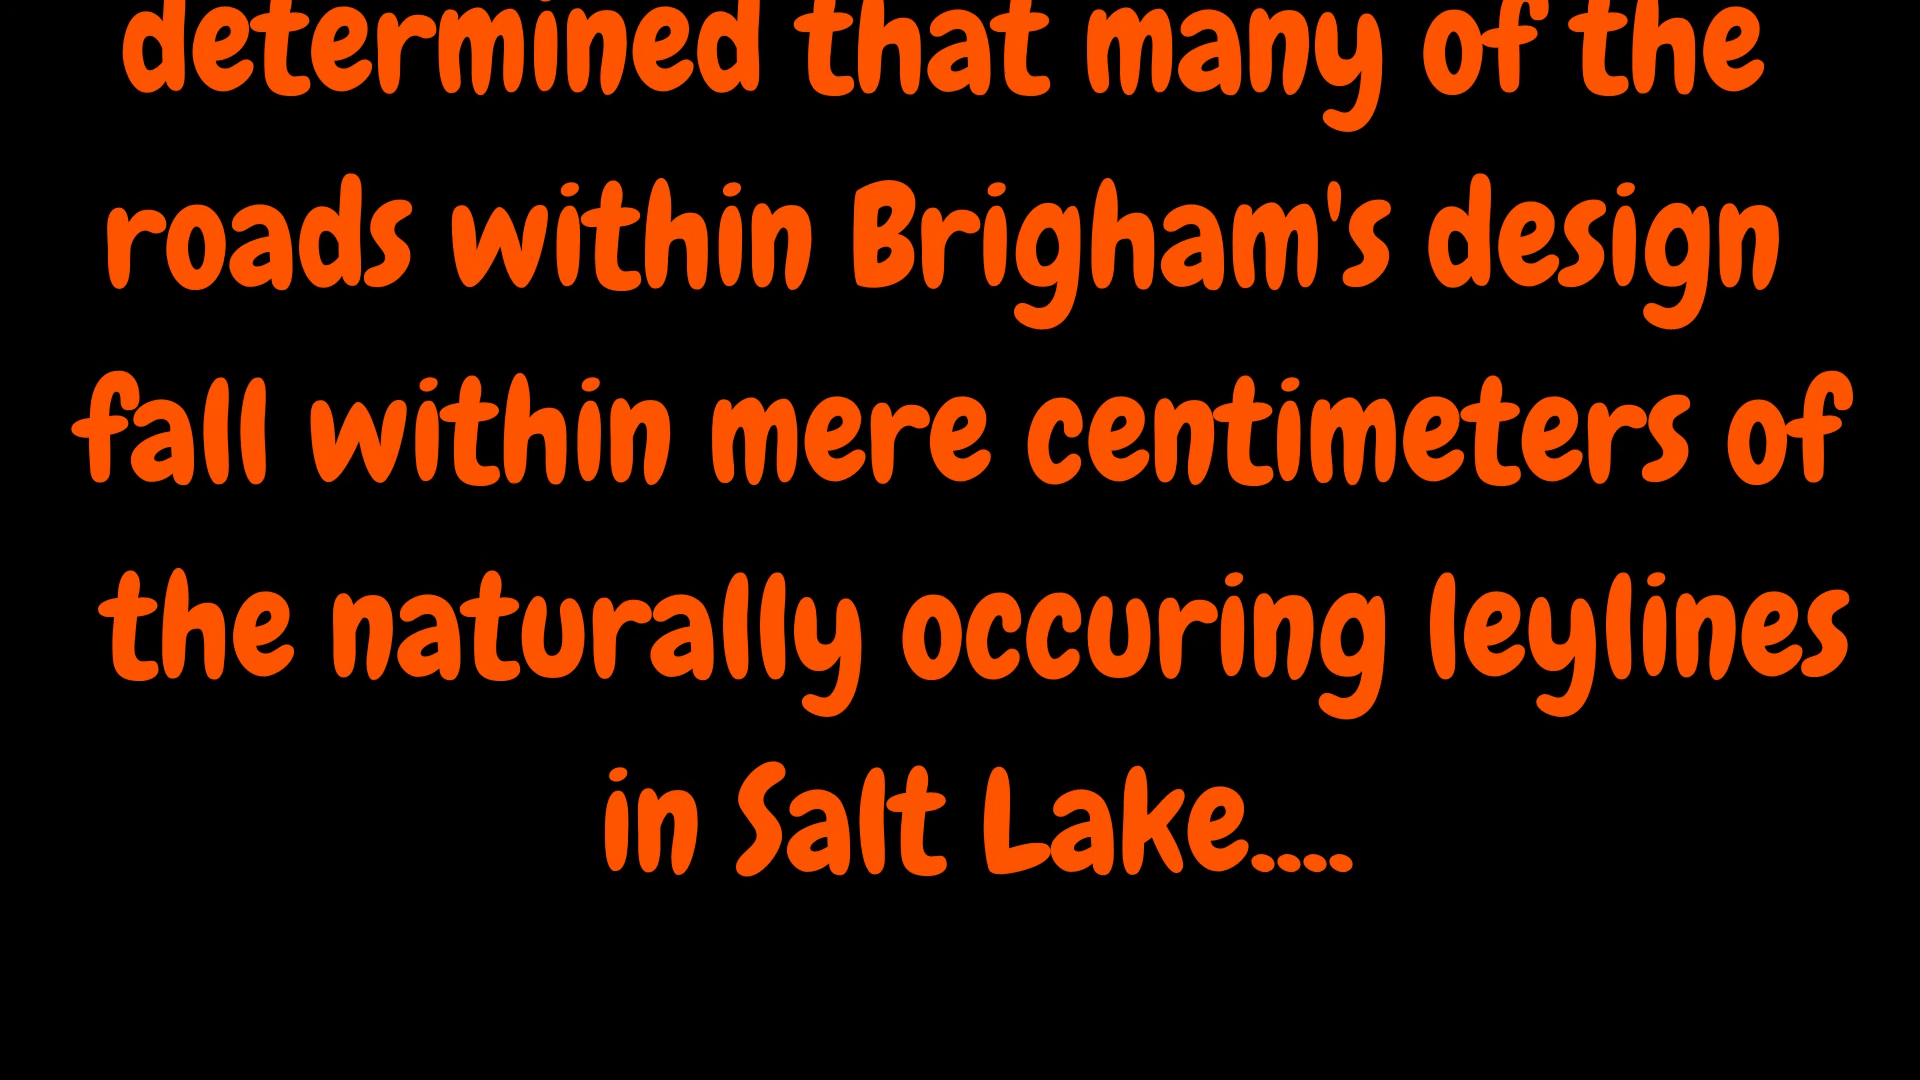 determined that many of the
roads within Brigham's design
fall within mere centimeters of
the naturally occuring leylines
in Salt Lake....